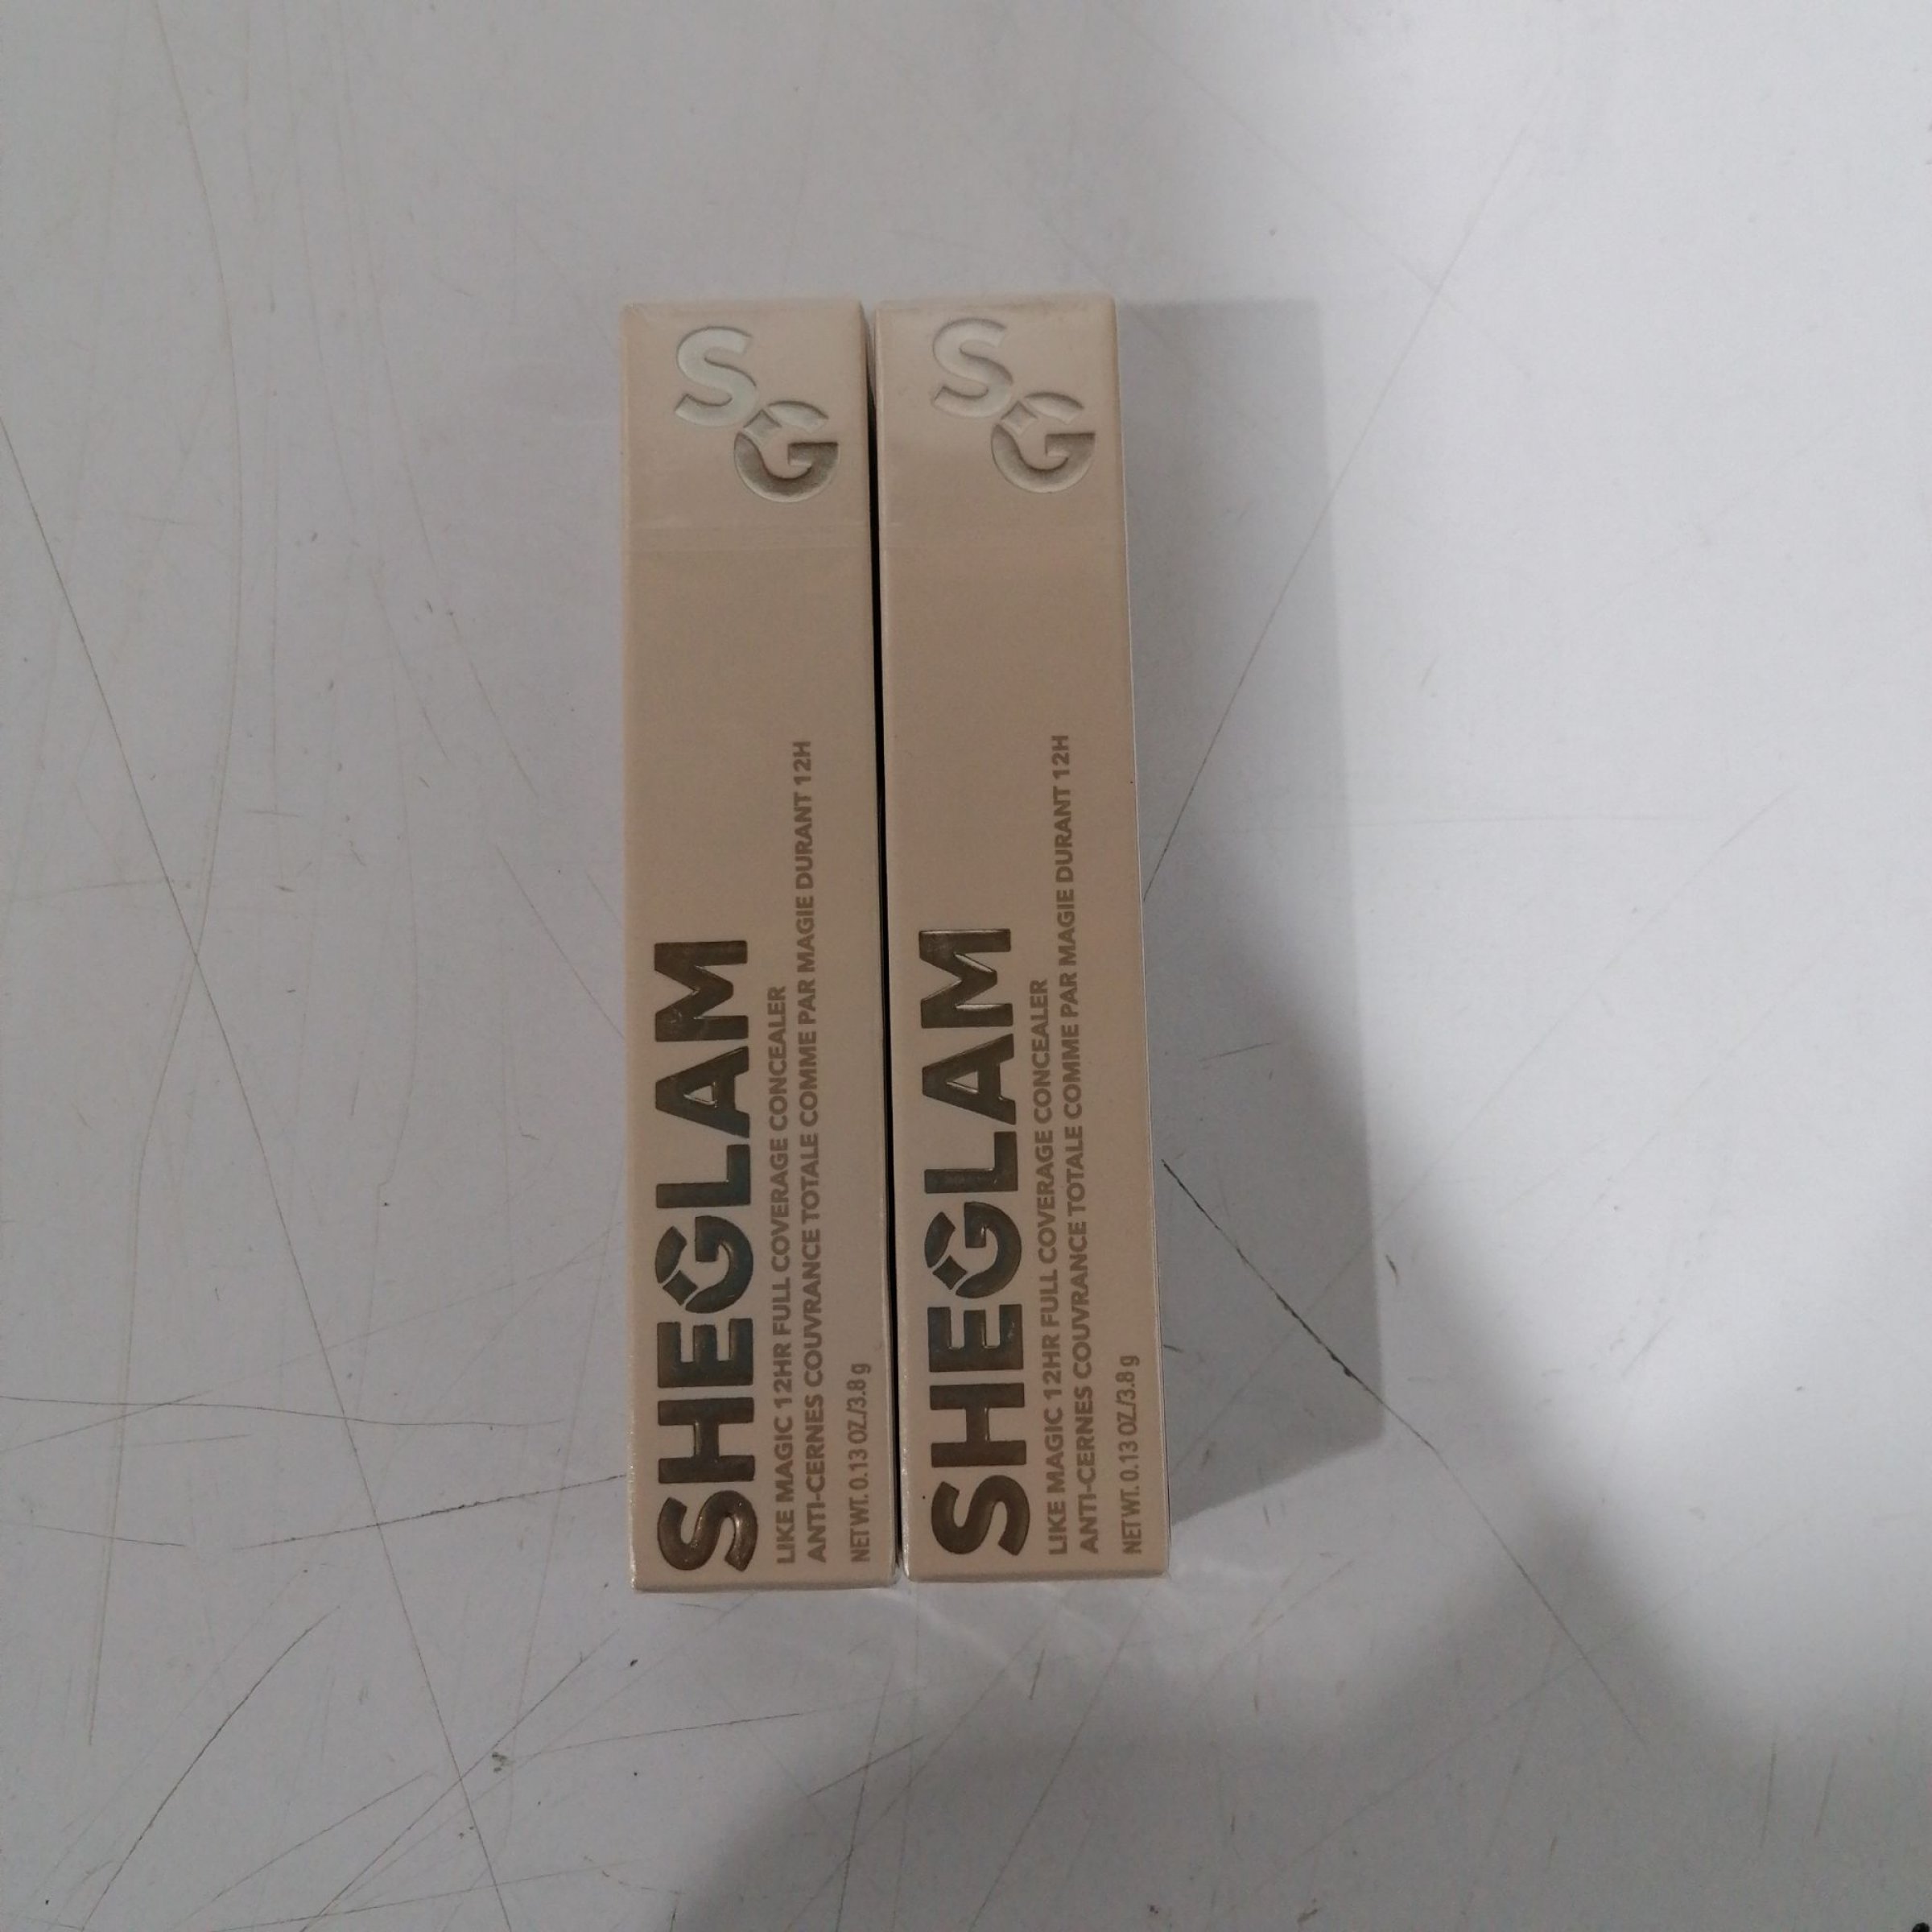 SG
SHEGLAM
LIKE MAGIC 12HR FULL COVERAGE CONCEALER
ANTI-CERNES COUVRANCE TOTALE COMME PAR MAGIE DURANT 12H
NET WT. 0.13 OZ./3.8 g
SG
SHEGLAM
LIKE MAGIC 12HR FULL COVERAGE CONCEALER
ANTI-CERNES COUVRANCE TOTALE COMME PAR MAGIE DURANT 12H
NET WT. 0.13 OZ./3.8 g